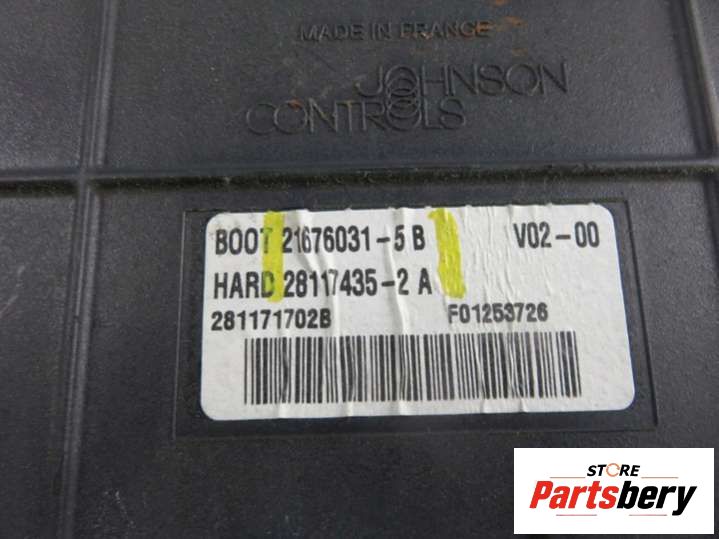 MADE IN FRANCE
JOHNSON
CONTROLS
BOOT 21676031-5 B V02-00
HARD 28117435-2 A
281171702B F01253726
STORE
Partsbery